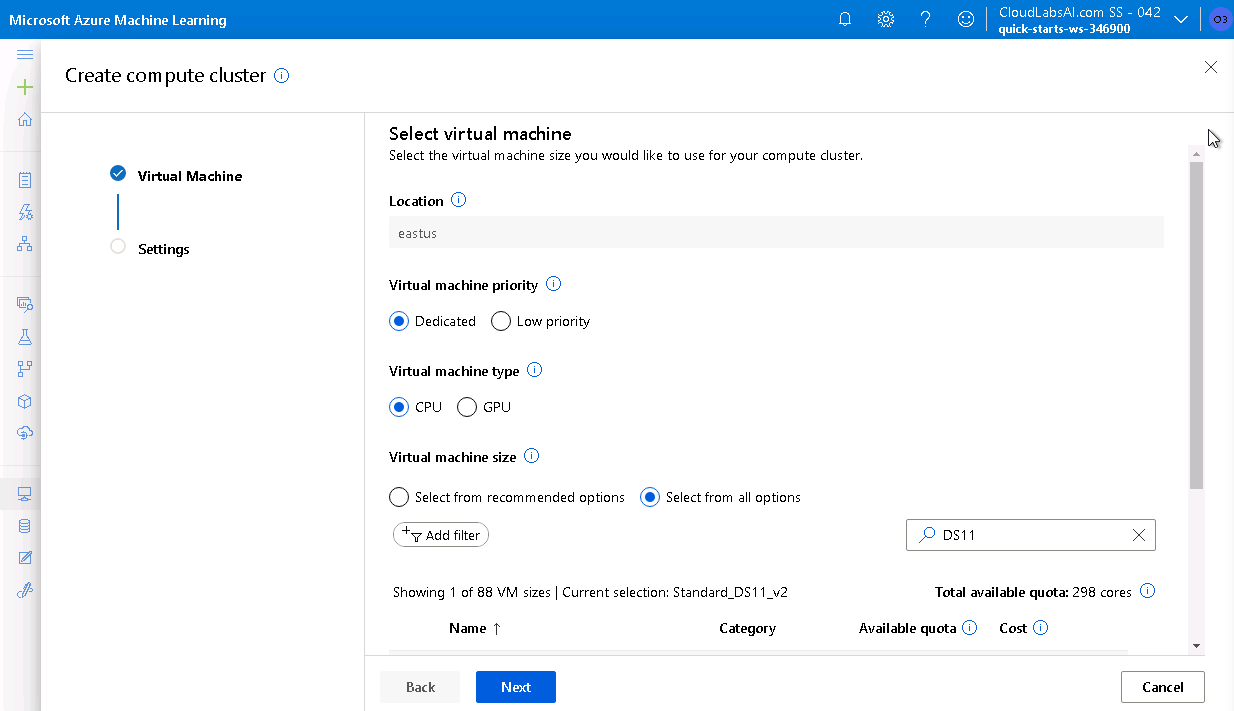 Microsoft Azure Machine Learning
CloudLabsAI.com SS - 042
quick-starts-ws-346900
O3
Create compute cluster
Virtual Machine
Settings
Select virtual machine
Select the virtual machine size you would like to use for your compute cluster.
Location
eastus
Virtual machine priority
Dedicated Low priority
Virtual machine type
CPU GPU
Virtual machine size
Select from recommended options Select from all options
Add filter DS11
Showing 1 of 88 VM sizes | Current selection: Standard_DS11_v2 Total available quota: 298 cores
Name ↑ Category Available quota Cost
Back Next Cancel